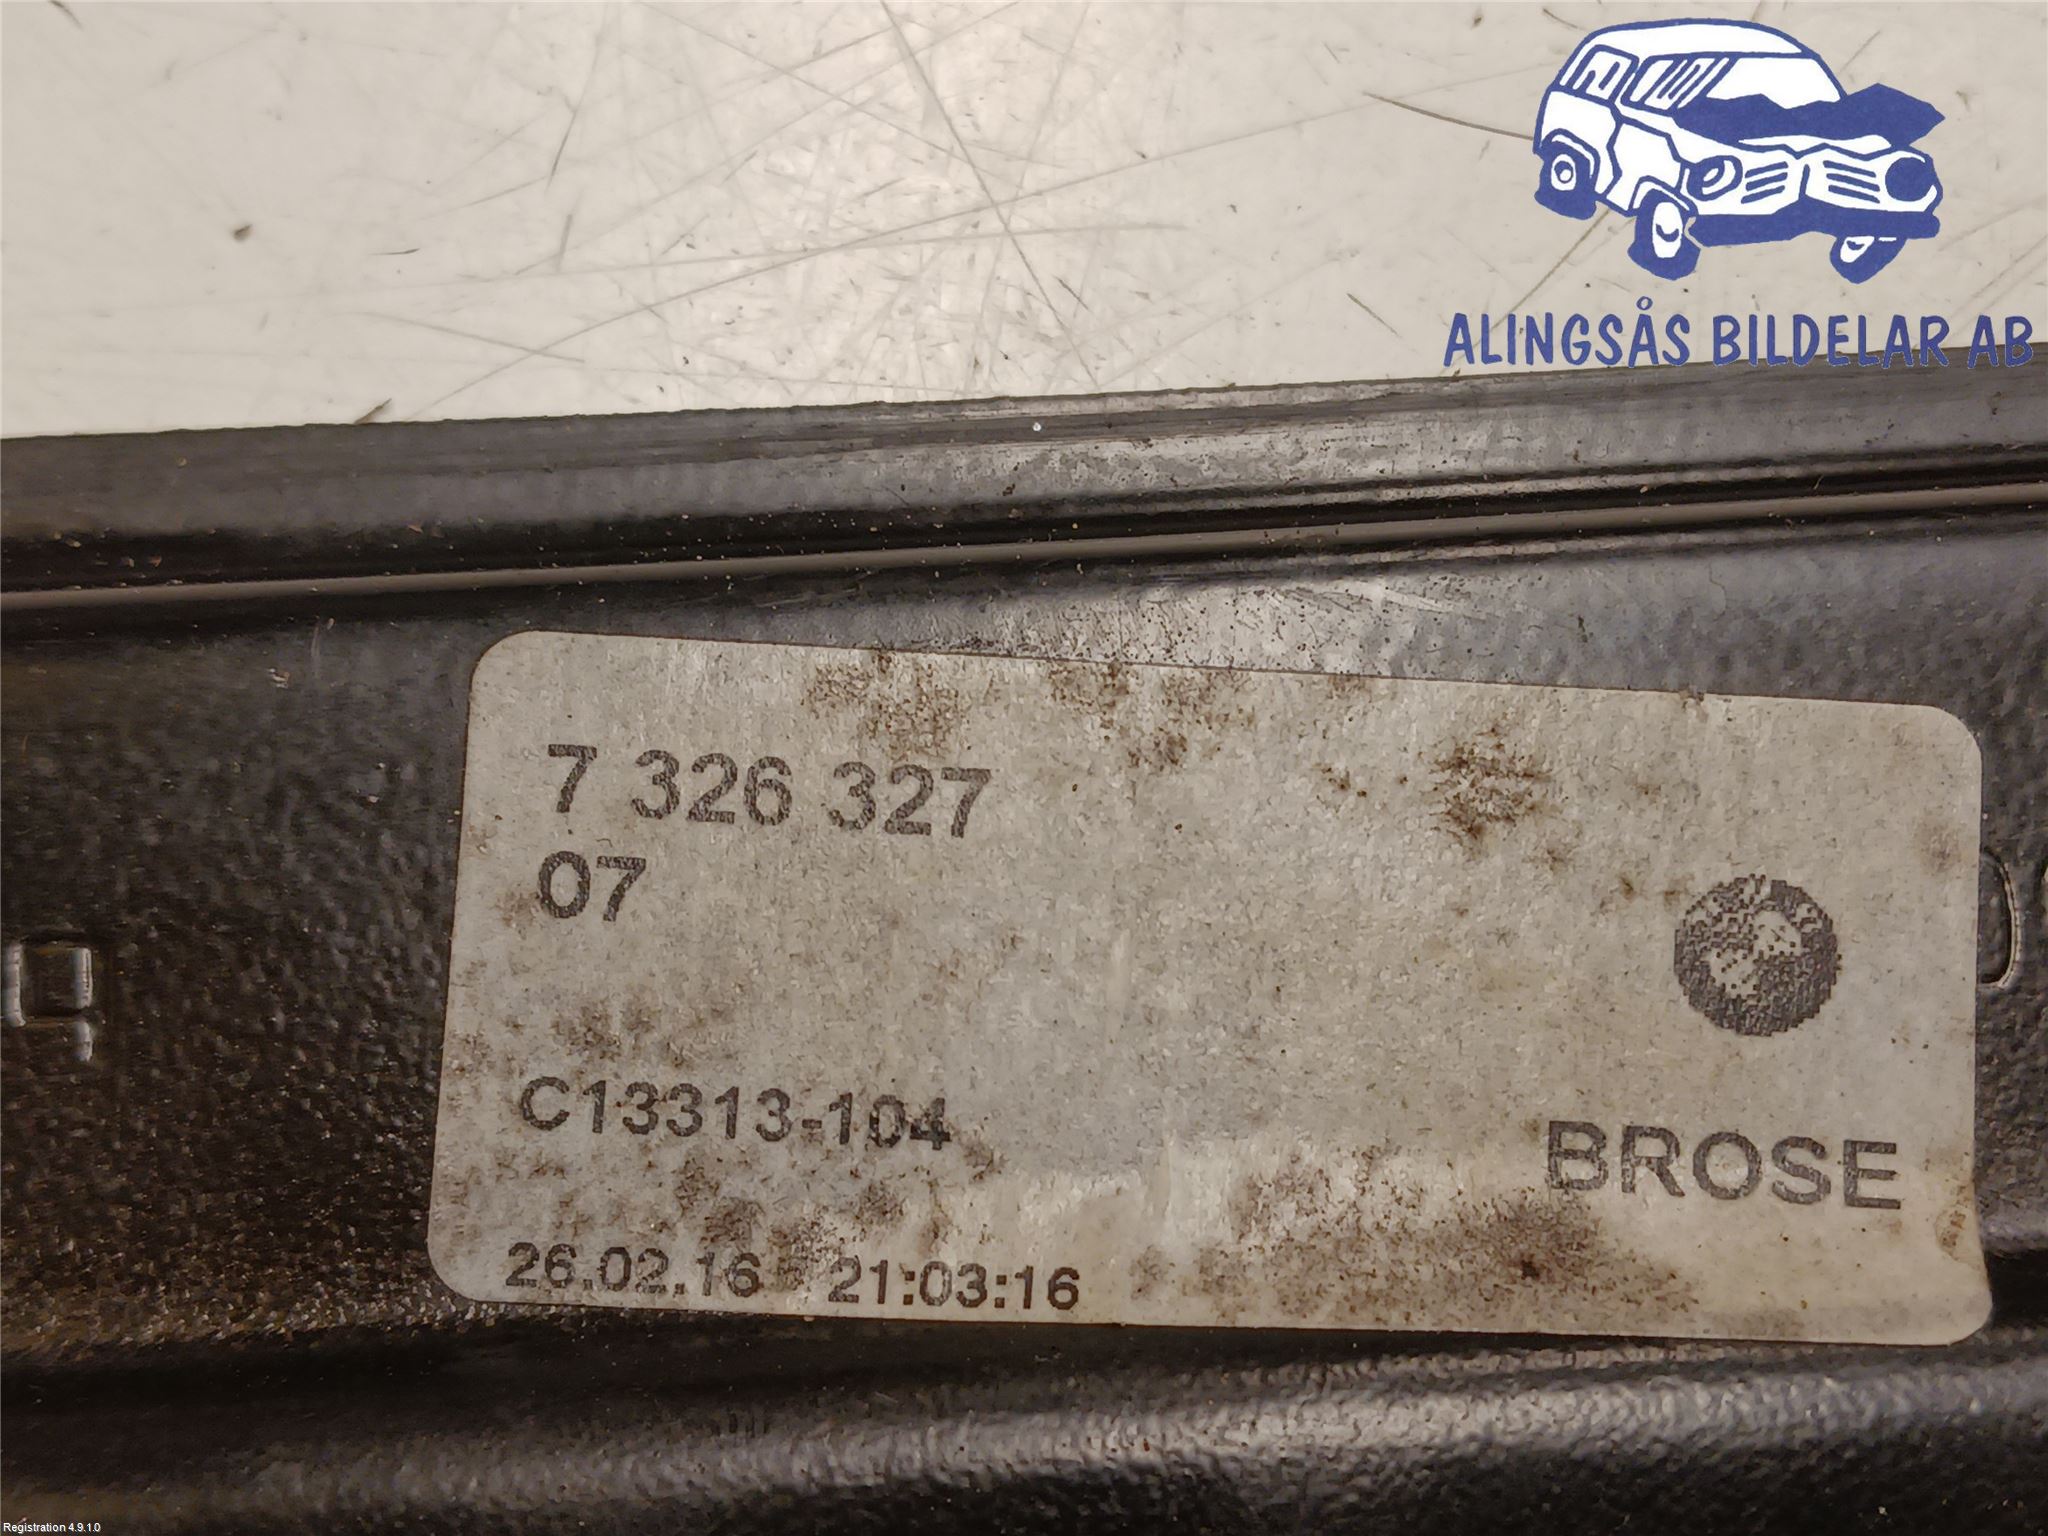 ALINGSÅS BILDELAR AB
7 326 327
07
C13313-104
BROSE
26.02.16 21:03:16
Registration 4.9.1.0